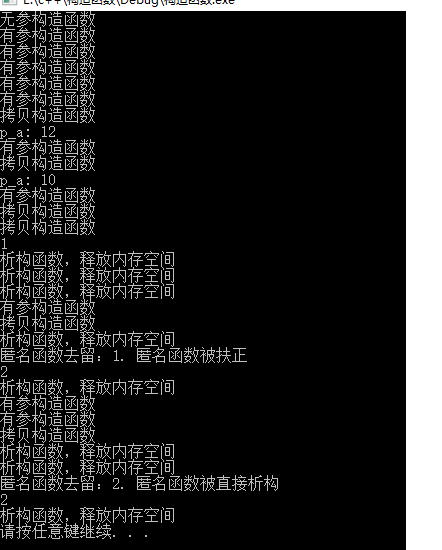 E:\c++\构造函数\Debug\构造函数.exe
无参构造函数
有参构造函数
有参构造函数
有参构造函数
有参构造函数
有参构造函数
拷贝构造函数
p_a: 12
有参构造函数
拷贝构造函数
p_a: 10
有参构造函数
拷贝构造函数
拷贝构造函数
1
析构函数，释放内存空间
析构函数，释放内存空间
析构函数，释放内存空间
有参构造函数
拷贝构造函数
析构函数，释放内存空间
匿名函数去留：1. 匿名函数被扶正
2
析构函数，释放内存空间
有参构造函数
有参构造函数
拷贝构造函数
析构函数，释放内存空间
析构函数，释放内存空间
匿名函数去留：2. 匿名函数被直接析构
2
析构函数，释放内存空间
请按任意键继续. . .